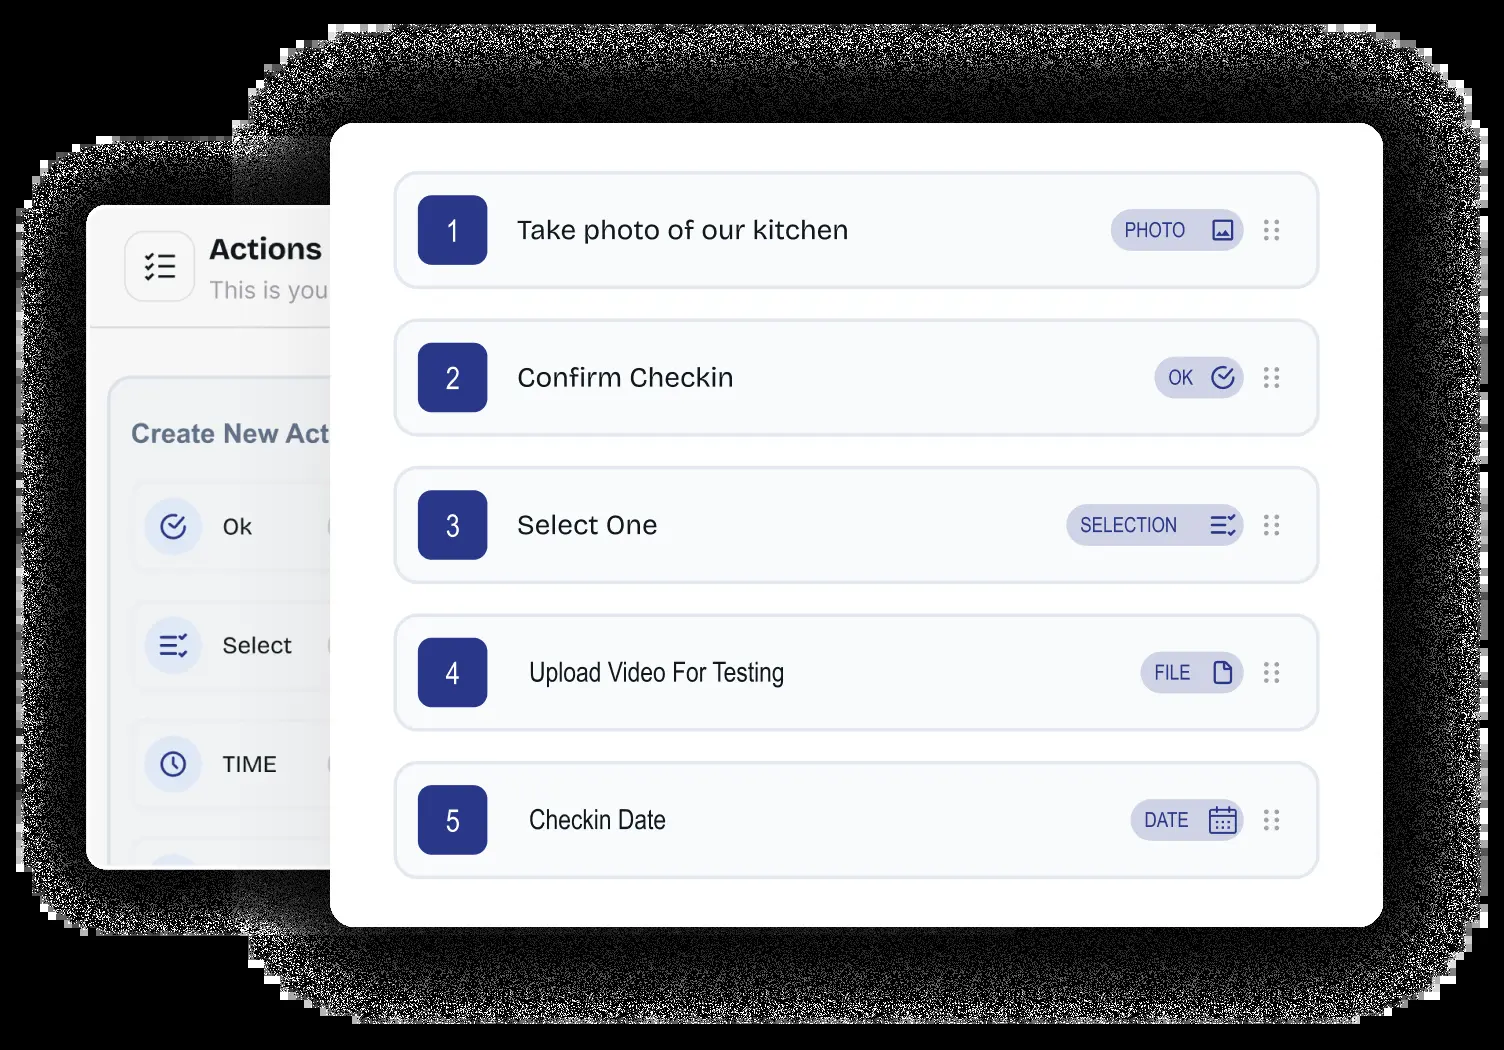 Actions
This is you
Create New Act
Ok
Select
TIME
1 Take photo of our kitchen PHOTO
2 Confirm Checkin OK
3 Select One SELECTION
4 Upload Video For Testing FILE
5 Checkin Date DATE